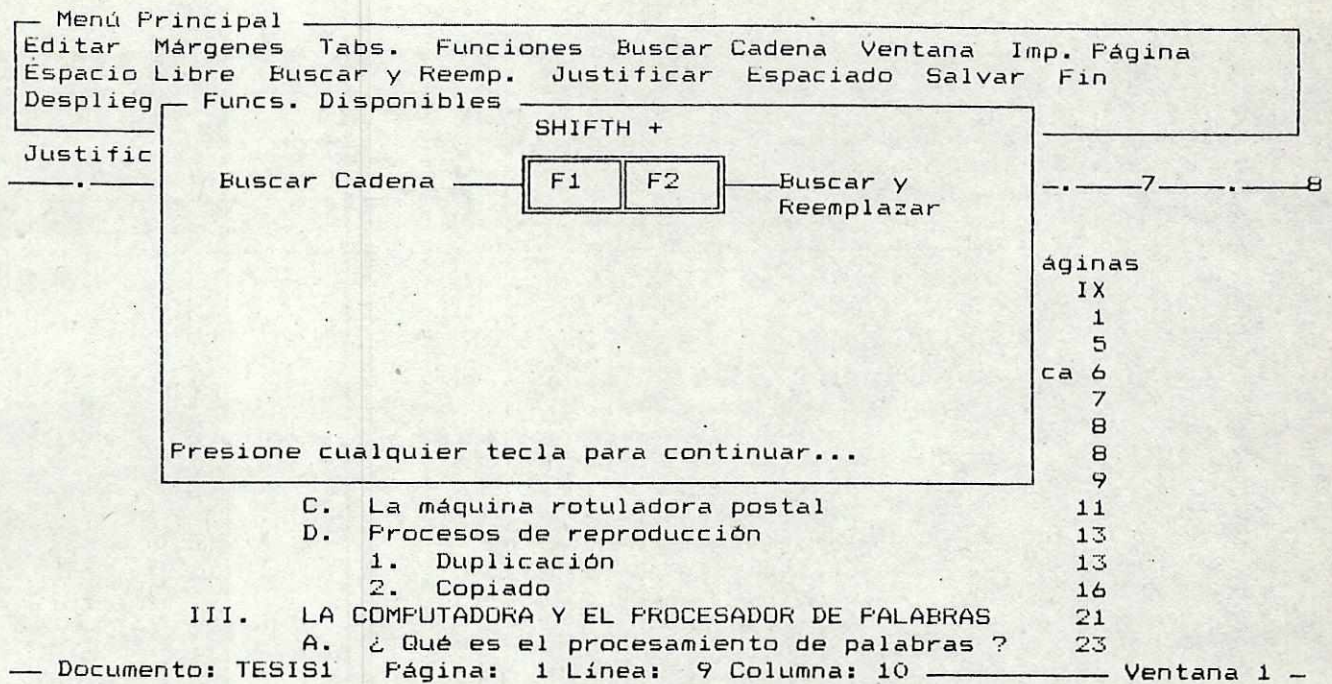 Menú Principal
Editar Márgenes Tabs. Funciones Buscar Cadena Ventana Imp. Página
Espacio Libre Buscar y Reemp. Justificar Espaciado Salvar Fin
Desplieg Funcs. Disponibles
SHIFTH +
Justific
Buscar Cadena F1 F2 Buscar y 7 8
Reemplazar
áginas
IX
1
5
ca 6
7
8
Presione cualquier tecla para continuar... 8
9
C. La máquina rotuladora postal 11
D. Procesos de reproducción 13
1. Duplicación 13
2. Copiado 16
III. LA COMPUTADORA Y EL PROCESADOR DE PALABRAS 21
A. ¿ Qué es el procesamiento de palabras ? 23
Documento: TESIS1 Página: 1 Línea: 9 Columna: 10 Ventana 1